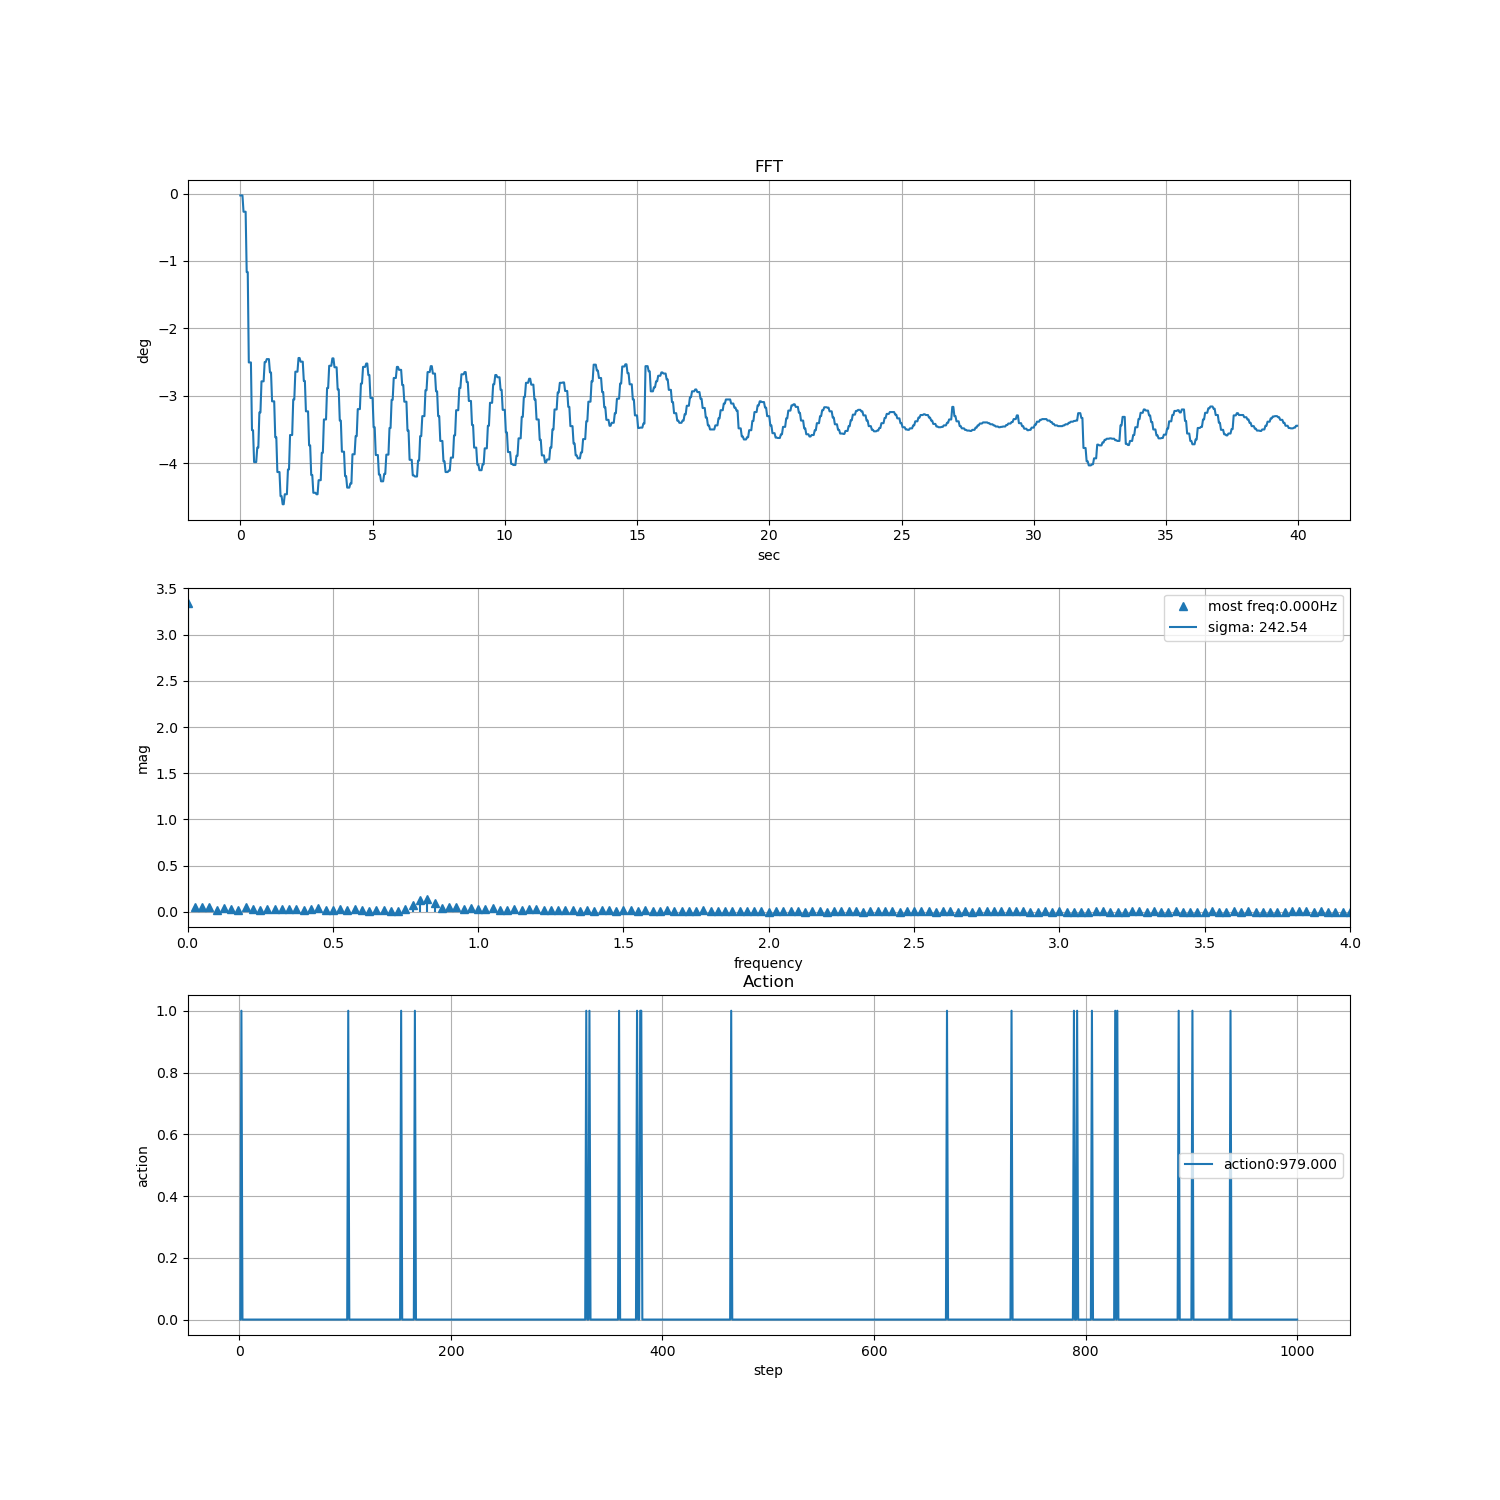 FFT
0
−1
−2
−3
−4
deg
0 5 10 15 20 25 30 35 40
sec
3.5
3.0
2.5
2.0
1.5
1.0
0.5
0.0
mag
most freq:0.000Hz
sigma: 242.54
0.0 0.5 1.0 1.5 2.0 2.5 3.0 3.5 4.0
frequency
Action
1.0
0.8
0.6
0.4
0.2
0.0
action
action0:979.000
0 200 400 600 800 1000
step